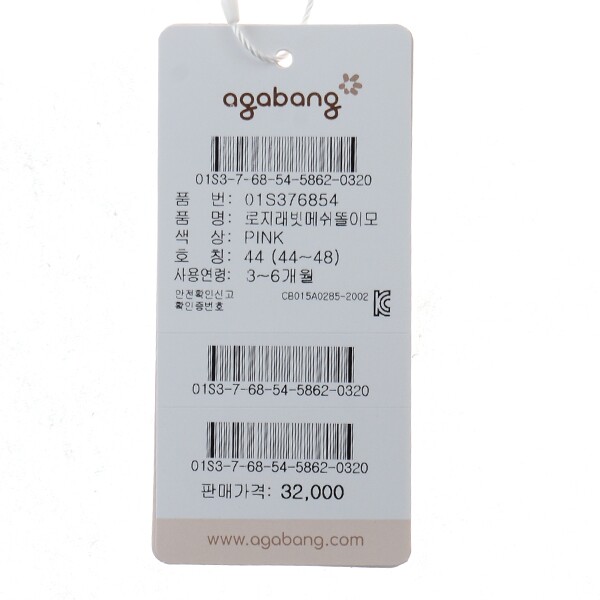 agabang
01S3-7-68-54-5862-0320
품 번: 01S376854
품 명: 로지래빗메쉬똘이모
색 상: PINK
호 칭: 44 (44~48)
사용연령: 3~6개월
안전확인신고 CB015A0285-2002
확인증번호
01S3-7-68-54-5862-0320
01S3-7-68-54-5862-0320
판매가격: 32,000
www.agabang.com